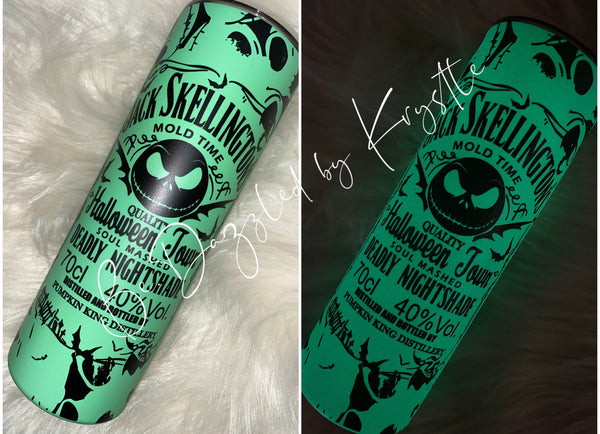 ACK SKELLINGTON
MOLD TIME
QUALITY
Halloween Town
SOUL MASHED
DEADLY NIGHTSHADE
70cl 40%Vol.
DISTILLED AND BOTTLED BY
PUMPKIN KING DISTILLERY
Dazzled by Krystle
ACK SKELLINGTON
MOLD TIME
QUALITY
Halloween Town
SOUL MASHED
DEADLY NIGHTSHADE
70cl 40%Vol.
DISTILLED AND BOTTLED BY
PUMPKIN KING DISTILLERY